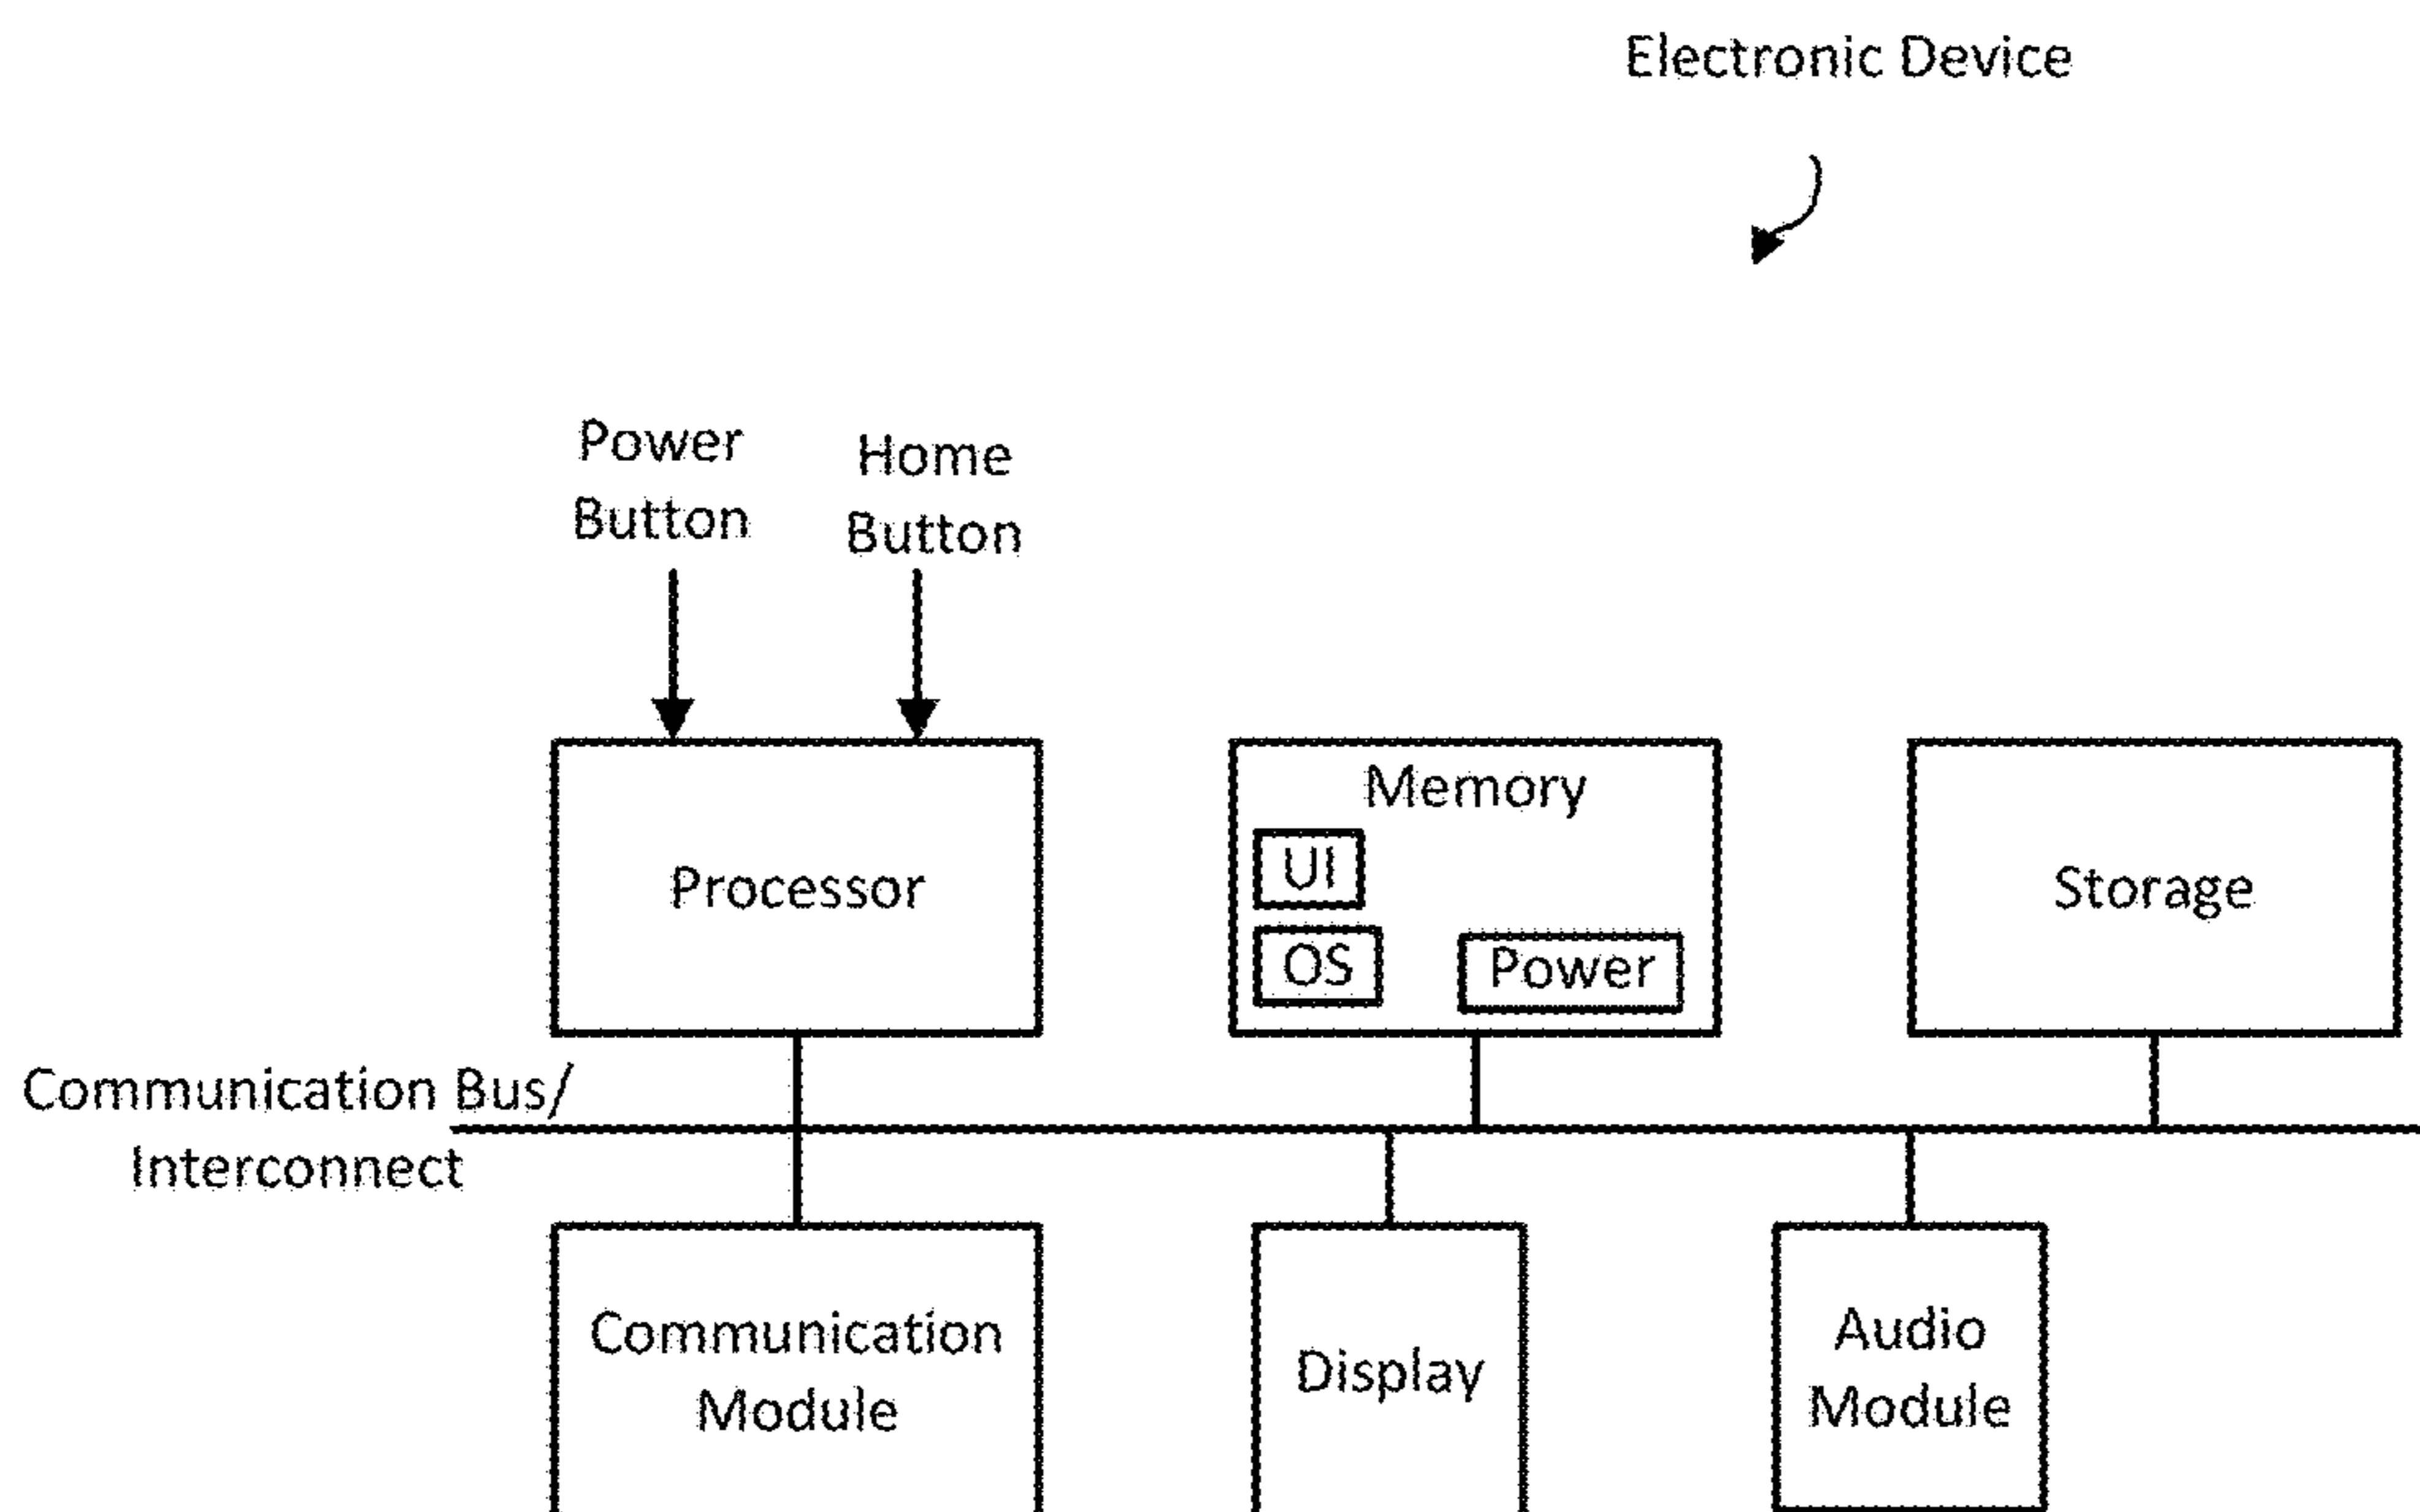 Electronic Device
Power
Button
Home
Button
Processor
Memory
UI
OS
Power
Storage
Communication Bus/
Interconnect
Communication
Module
Display
Audio
Module